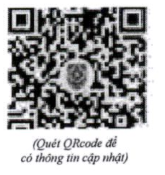 (Quét QRcode để
có thông tin cập nhật)